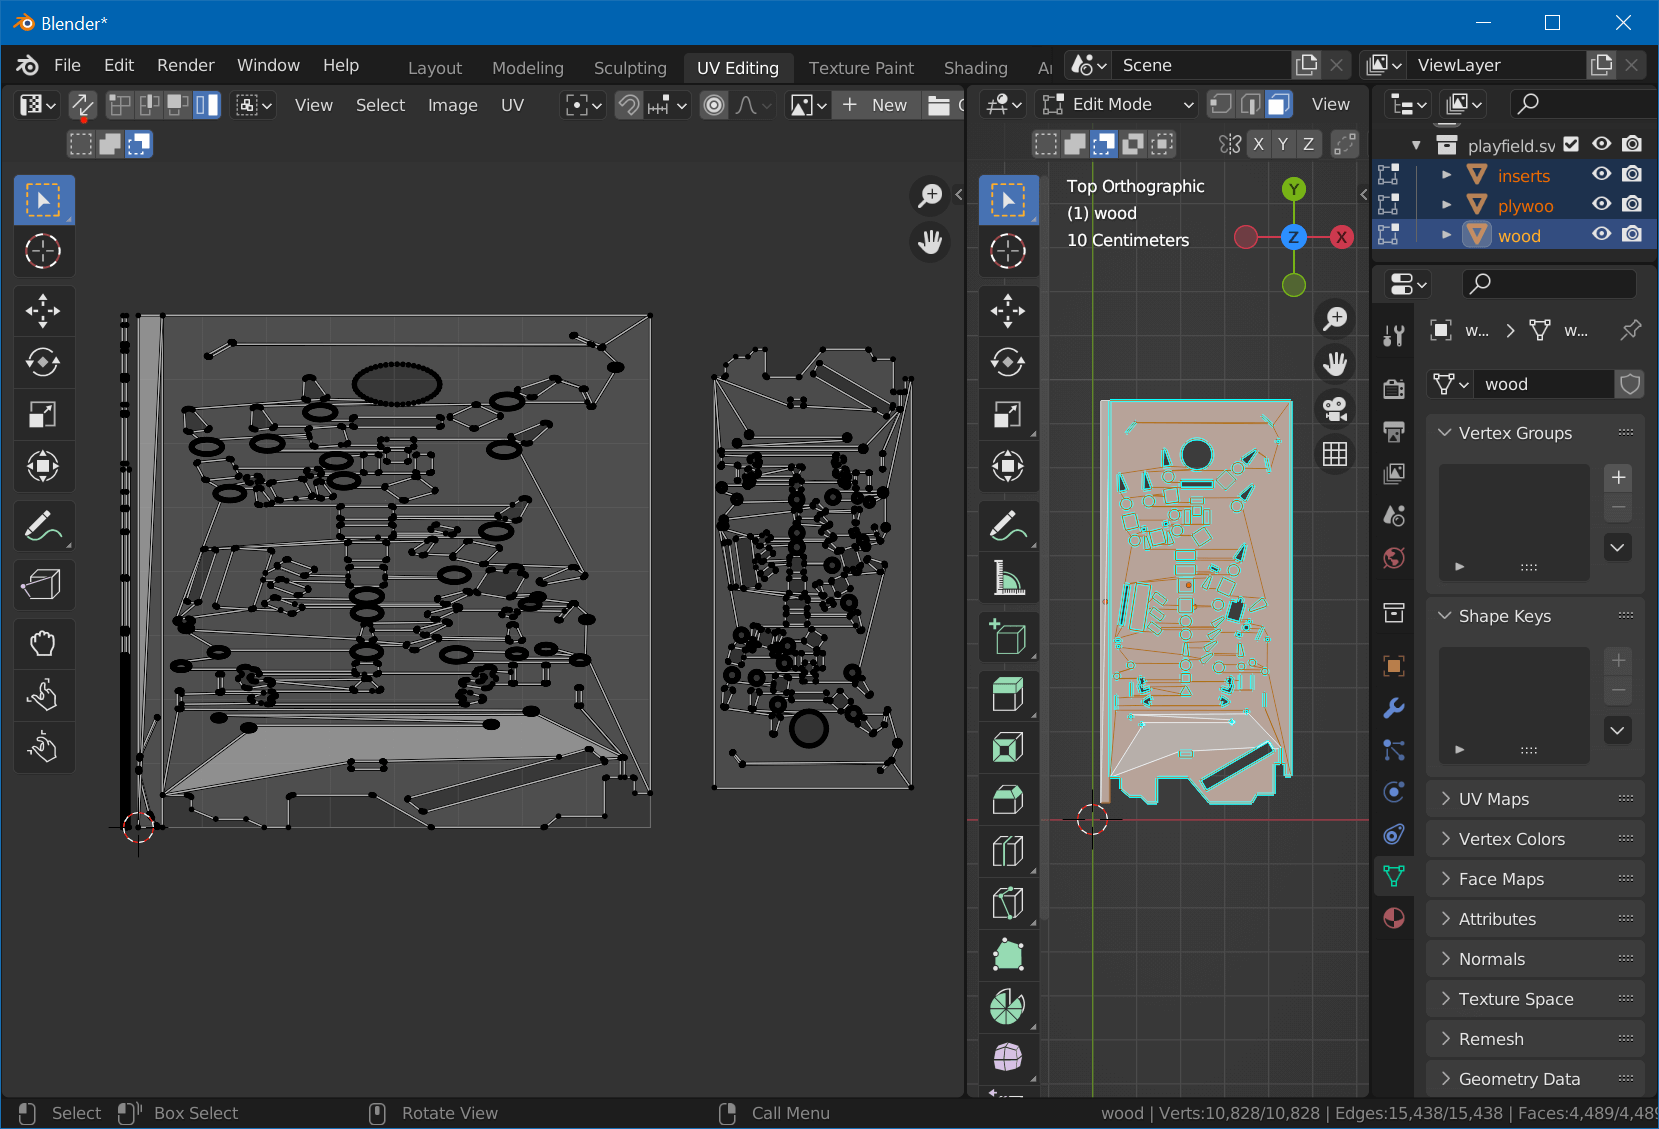 Blender*
File Edit Render Window Help Layout Modeling Sculpting UV Editing Texture Paint Shading Scene ViewLayer
View Select Image UV New Edit Mode View
X Y Z
playfield.sv
inserts
plywoo
wood
Top Orthographic
(1) wood
10 Centimeters
Y
Z
X
w... w...
wood
Vertex Groups
Shape Keys
UV Maps
Vertex Colors
Face Maps
Attributes
Normals
Texture Space
Remesh
Geometry Data
Select Box Select Rotate View Call Menu wood | Verts:10,828/10,828 | Edges:15,438/15,438 | Faces:4,489/4,489